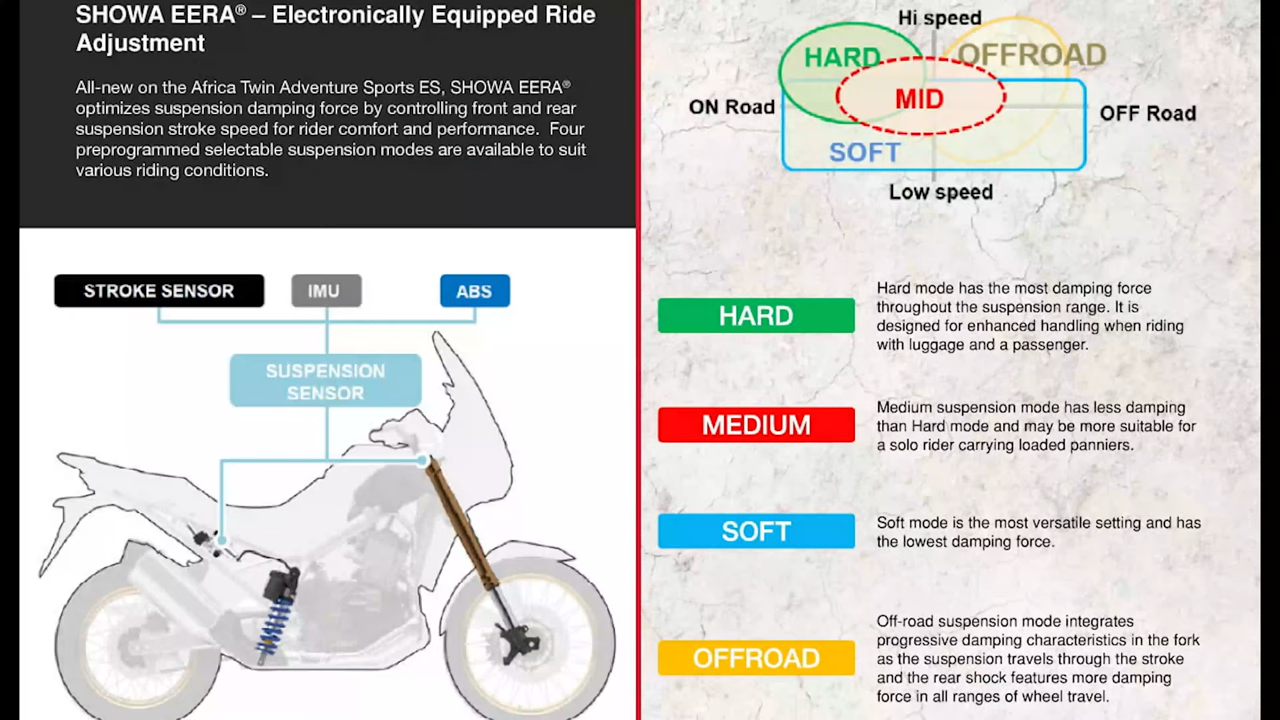 SHOWA EERA® – Electronically Equipped Ride
Adjustment
All-new on the Africa Twin Adventure Sports ES, SHOWA EERA®
optimizes suspension damping force by controlling front and rear
suspension stroke speed for rider comfort and performance. Four
preprogrammed selectable suspension modes are available to suit
various riding conditions.
STROKE SENSOR
IMU
ABS
SUSPENSION
SENSOR
Hi speed
HARD
OFFROAD
MID
ON Road
OFF Road
SOFT
Low speed
HARD
Hard mode has the most damping force
throughout the suspension range. It is
designed for enhanced handling when riding
with luggage and a passenger.
MEDIUM
Medium suspension mode has less damping
than Hard mode and may be more suitable for
a solo rider carrying loaded panniers.
SOFT
Soft mode is the most versatile setting and has
the lowest damping force.
OFFROAD
Off-road suspension mode integrates
progressive damping characteristics in the fork
as the suspension travels through the stroke
and the rear shock features more damping
force in all ranges of wheel travel.